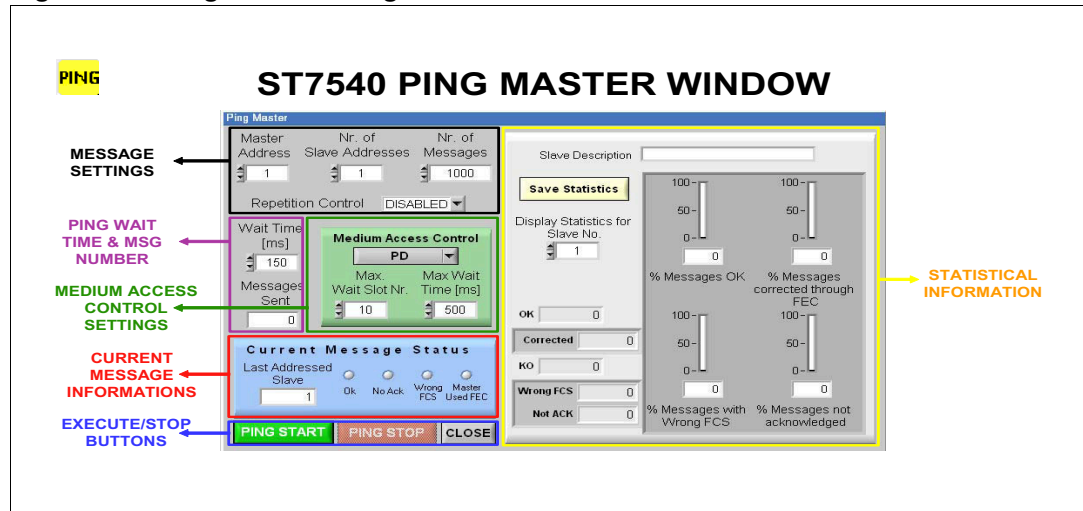 PING
ST7540 PING MASTER WINDOW
Ping Master
MESSAGE
SETTINGS
Master
Address
Nr. of
Slave Addresses
Nr. of
Messages
1
1
1000
Repetition Control
DISABLED
PING WAIT
TIME & MSG
NUMBER
Wait Time
[ms]
150
Messages
Sent
0
MEDIUM ACCESS
CONTROL
SETTINGS
Medium Access Control
PD
Max.
Wait Slot Nr.
Max Wait
Time [ms]
10
500
CURRENT
MESSAGE
INFORMATIONS
Current Message Status
Last Addressed
Slave
1
Ok
No Ack
Wrong
FCS
Master
Used FEC
EXECUTE/STOP
BUTTONS
PING START
PING STOP
CLOSE
Slave Description
Save Statistics
Display Statistics for
Slave No.
1
OK
0
Corrected
0
KO
0
Wrong FCS
0
Not ACK
0
100
50
0
0
% Messages OK
100
50
0
0
% Messages
corrected through
FEC
100
50
0
0
% Messages with
Wrong FCS
100
50
0
0
% Messages not
acknowledged
STATISTICAL
INFORMATION